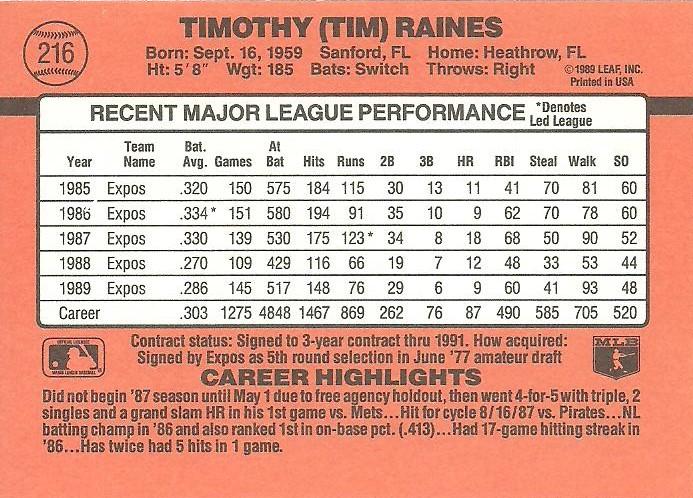 216
TIMOTHY (TIM) RAINES
Born: Sept. 16, 1959 Sanford, FL Home: Heathrow, FL
Ht: 5'8" Wgt: 185 Bats: Switch Throws: Right
©1989 LEAF, INC.
Printed in USA
RECENT MAJOR LEAGUE PERFORMANCE *Denotes Led League
Year Team Name Bat. Avg. Games At Bat Hits Runs 2B 3B HR RBI Steal Walk SO
1985 Expos .320 150 575 184 115 30 13 11 41 70 81 60
1986 Expos .334* 151 580 194 91 35 10 9 62 70 78 60
1987 Expos .330 139 530 175 123* 34 8 18 68 50 90 52
1988 Expos .270 109 429 116 66 19 7 12 48 33 53 44
1989 Expos .286 145 517 148 76 29 6 9 60 41 93 48
Career .303 1275 4848 1467 869 262 76 87 490 585 705 520
Contract status: Signed to 3-year contract thru 1991. How acquired:
Signed by Expos as 5th round selection in June '77 amateur draft
MLB
CAREER HIGHLIGHTS
Did not begin '87 season until May 1 due to free agency holdout, then went 4-for-5 with triple, 2
singles and a grand slam HR in his 1st game vs. Mets...Hit for cycle 8/16/87 vs. Pirates...NL
batting champ in '86 and also ranked 1st in on-base pct. (.413)...Had 17-game hitting streak in
'86...Has twice had 5 hits in 1 game.